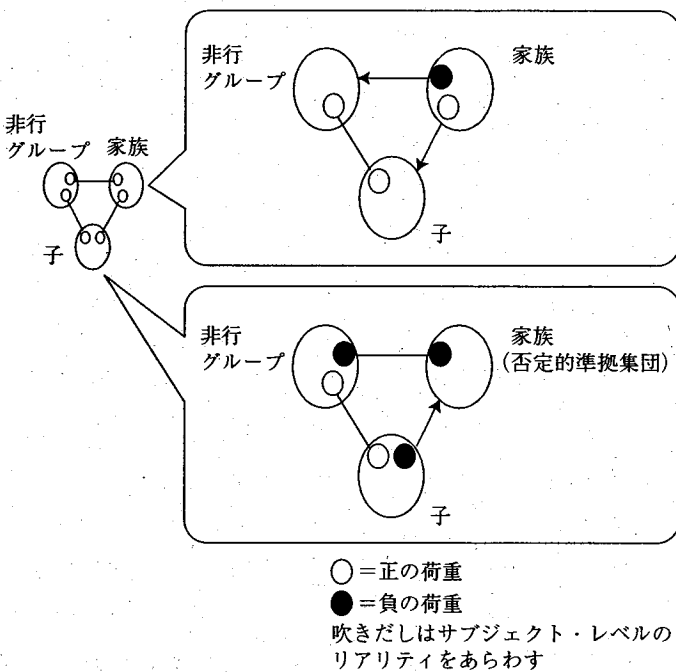 非行
グループ
家族
子
非行
グループ
家族
子
非行
グループ
家族
(否定的準拠集団)
子
○=正の荷重
●=負の荷重
吹きだしはサブジェクト・レベルの
リアリティをあらわす